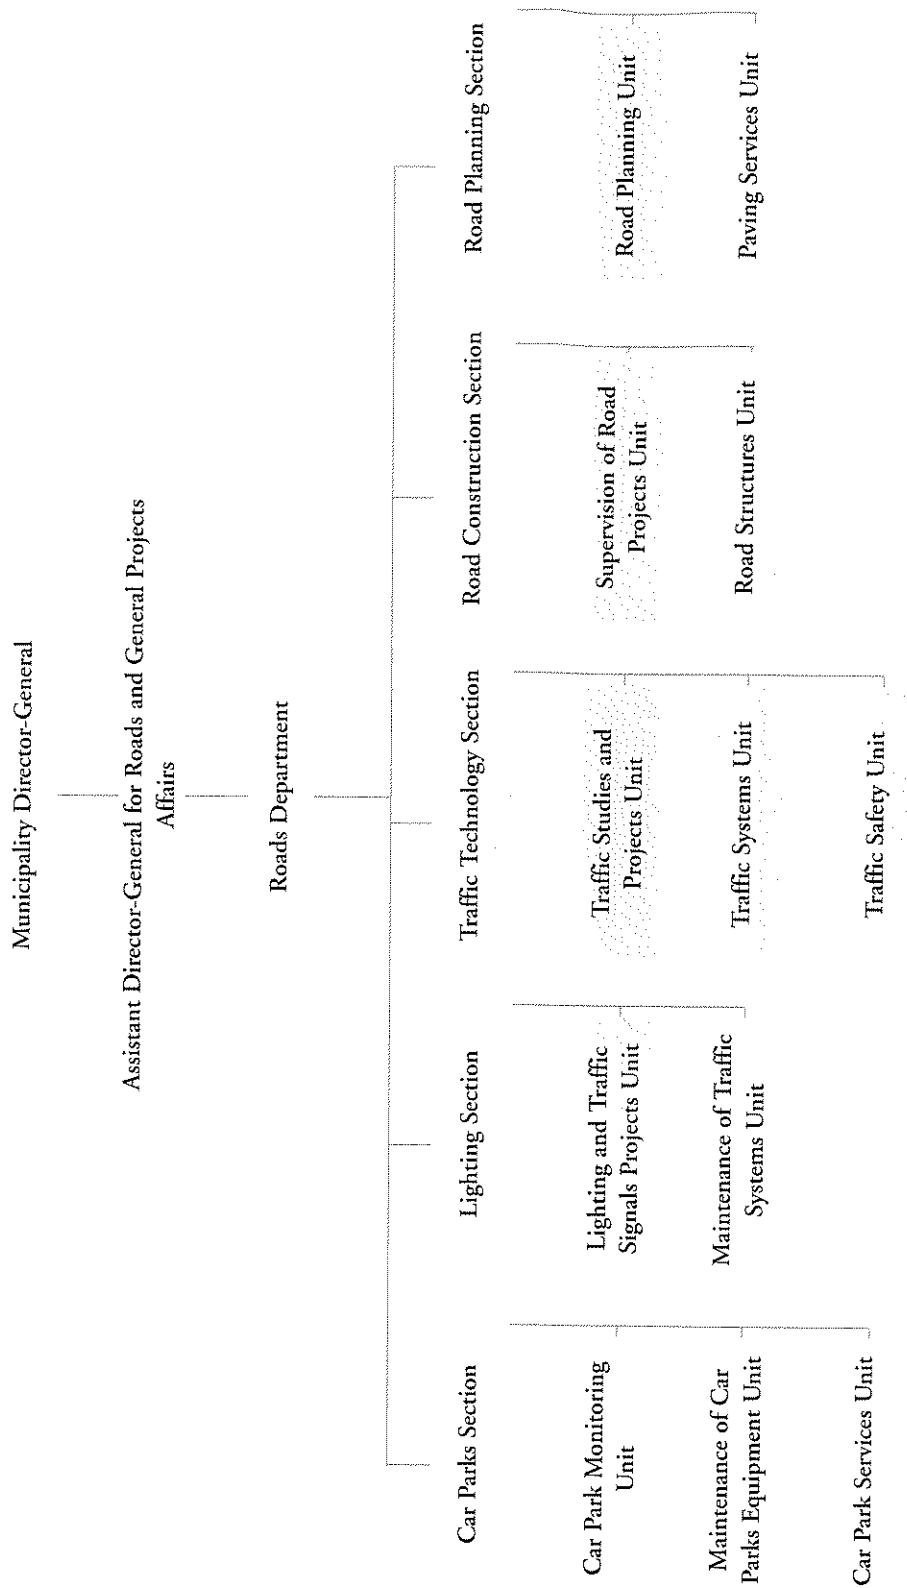 Municipality Director-General
Assistant Director-General for Roads and General Projects
Affairs
Roads Department
Car Parks Section
Car Park Monitoring
Unit
Maintenance of Car
Parks Equipment Unit
Car Park Services Unit
Lighting Section
Lighting and Traffic
Signals Projects Unit
Maintenance of Traffic
Systems Unit
Traffic Technology Section
Traffic Studies and
Projects Unit
Traffic Systems Unit
Traffic Safety Unit
Road Construction Section
Supervision of Road
Projects Unit
Road Structures Unit
Road Planning Section
Road Planning Unit
Paving Services Unit